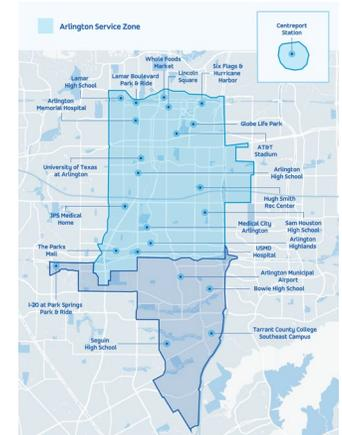 Arlington Service Zone
Centreport
Station
Whole Foods
Market
Lincoln
Square
Six Flags &
Hurricane
Harbor
Lamar
High School
Lamar Boulevard
Park & Ride
Arlington
Memorial Hospital
Globe Life Park
AT&T
Stadium
University of Texas
at Arlington
Arlington
High School
Hugh Smith
Rec Center
JPS Medical
Home
Medical City
Arlington
Sam Houston
High School
Arlington
Highlands
The Parks
Mall
USMD
Hospital
Arlington Municipal
Airport
Bowie High School
I-20 at Park Springs
Park & Ride
Seguin
High School
Tarrant County College
Southeast Campus